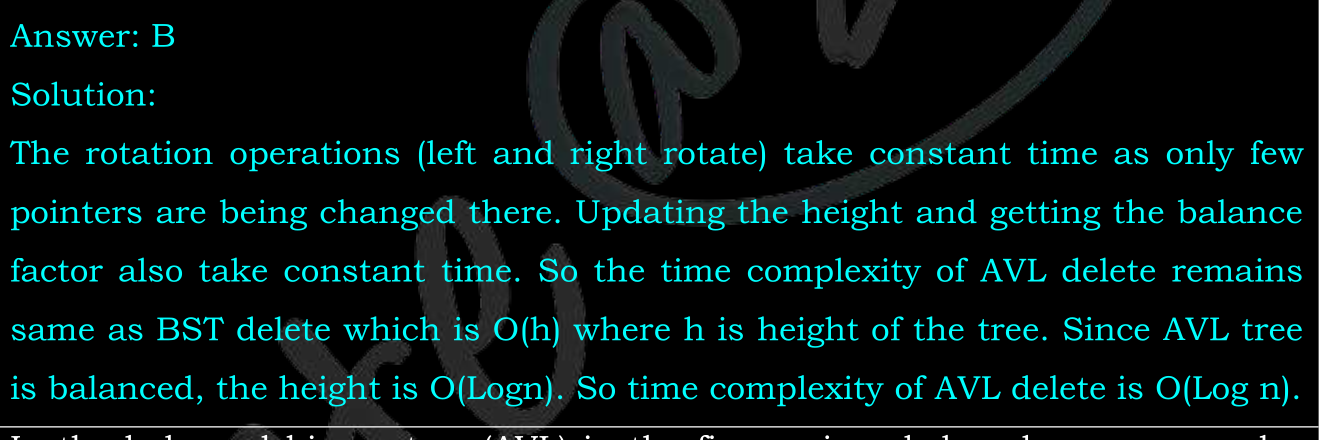 Answer: B
Solution:
The rotation operations (left and right rotate) take constant time as only few
pointers are being changed there. Updating the height and getting the balance
factor also take constant time. So the time complexity of AVL delete remains
same as BST delete which is O(h) where h is height of the tree. Since AVL tree
is balanced, the height is O(Logn). So time complexity of AVL delete is O(Log n).